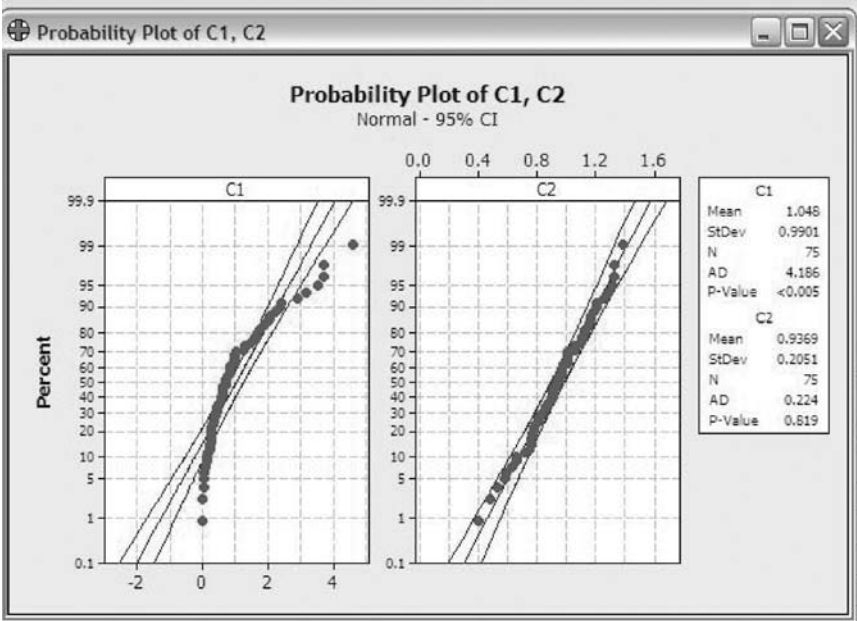 Probability Plot of C1, C2
Probability Plot of C1, C2
Normal - 95% CI
0.0 0.4 0.8 1.2 1.6
C1
C2
Percent
99.9
99
95
90
80
70
60
50
40
30
20
10
5
1
0.1
-2 0 2 4
99.9
99
95
90
80
70
60
50
40
30
20
10
5
1
0.1
C1
Mean 1.048
StDev 0.9901
N 75
AD 4.186
P-Value <0.005
C2
Mean 0.9369
StDev 0.2051
N 75
AD 0.224
P-Value 0.819